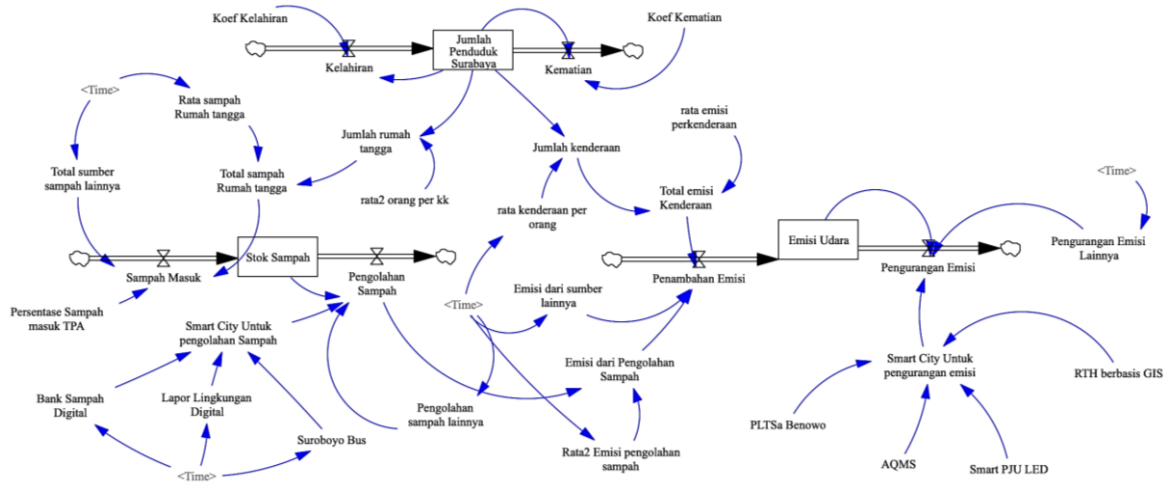 Koef Kelahiran
Koef Kematian
Jumlah
Penduduk
Surabaya
Kelahiran
Kematian
<Time>
Rata sampah
Rumah tangga
rata emisi
perkenderaan
Jumlah rumah
tangga
Jumlah kenderaan
Total sumber
sampah lainnya
Total sampah
Rumah tangga
<Time>
rata2 orang per kk
Total emisi
Kenderaan
rata kenderaan per
orang
Emisi Udara
Stok Sampah
Pengurangan Emisi
Lainnya
Sampah Masuk
Pengolahan
Sampah
Penambahan Emisi
Pengurangan Emisi
Persentase Sampah
masuk TPA
<Time>
Emisi dari sumber
lainnya
Smart City Untuk
pengolahan Sampah
Emisi dari Pengolahan
Sampah
Smart City Untuk
pengurangan emisi
RTH berbasis GIS
Bank Sampah
Digital
Lapor Lingkungan
Digital
Pengolahan
sampah lainnya
Suroboyo Bus
PLTSa Benowo
Rata2 Emisi pengolahan
sampah
<Time>
AQMS
Smart PJU LED